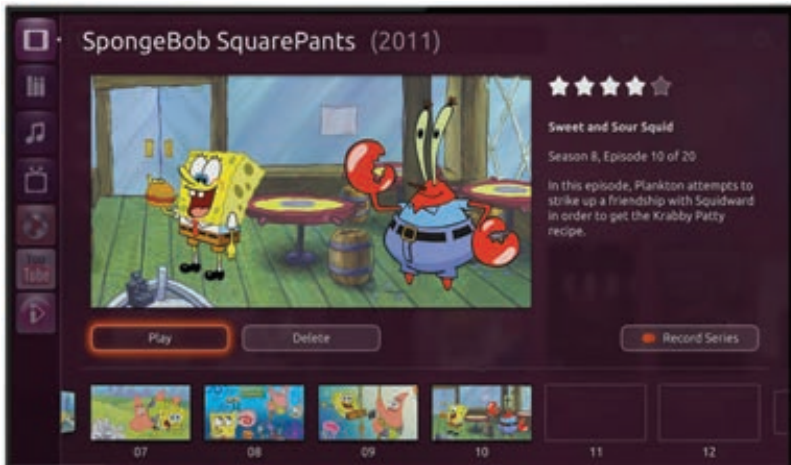 SpongeBob SquarePants (2011)
Sweet and Sour Squid
Season 8, Episode 10 of 20
In this episode, Plankton attempts to
strike up a friendship with Squidward
in order to get the Krabby Patty
recipe.
You
Tube
Play
Delete
Record Series
07
08
09
10
11
12